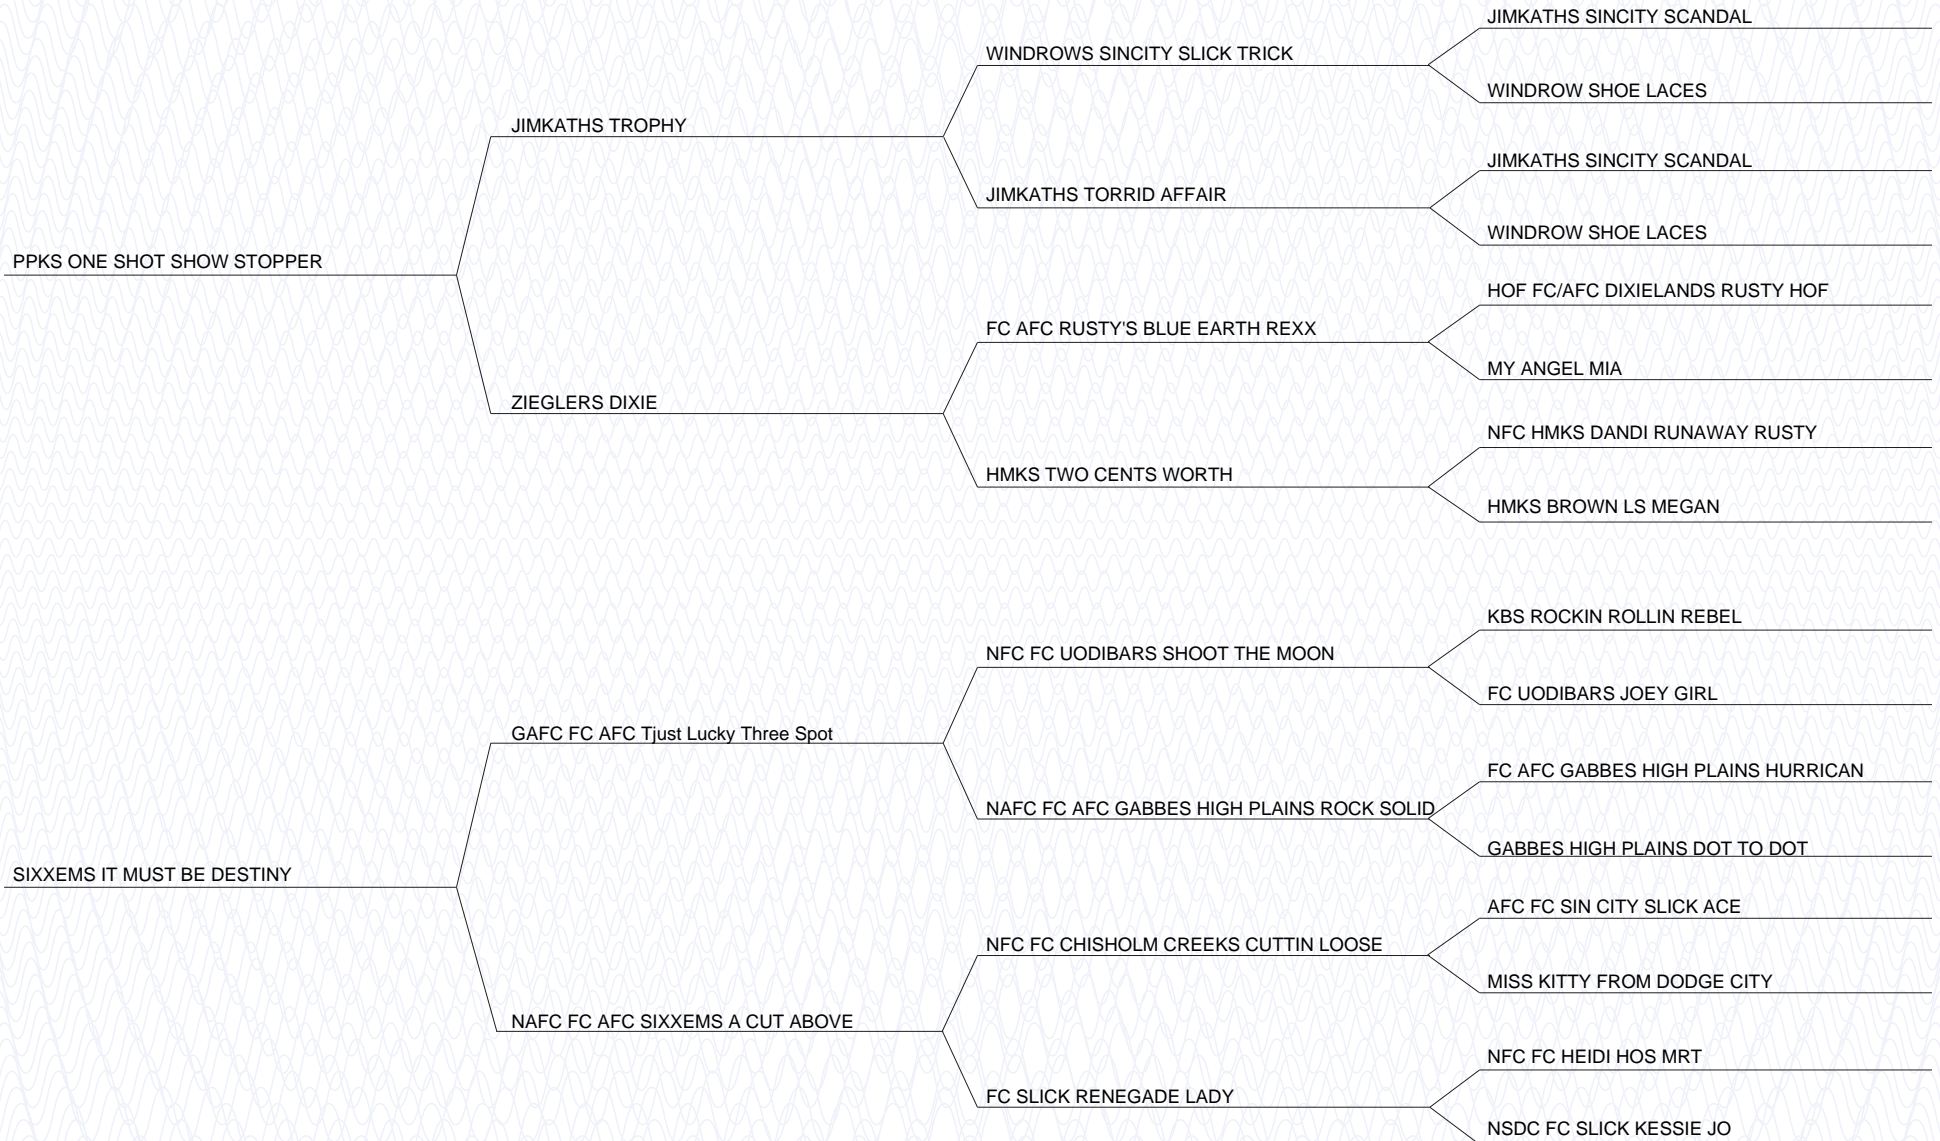 JIMKATHS SINCITY SCANDAL
WINDROWS SINCITY SLICK TRICK
WINDROW SHOE LACES
JIMKATHS TROPHY
JIMKATHS SINCITY SCANDAL
JIMKATHS TORRID AFFAIR
WINDROW SHOE LACES
PPKS ONE SHOT SHOW STOPPER
HOF FC/AFC DIXIELANDS RUSTY HOF
FC AFC RUSTY'S BLUE EARTH REXX
MY ANGEL MIA
ZIEGLERS DIXIE
NFC HMKS DANDI RUNAWAY RUSTY
HMKS TWO CENTS WORTH
HMKS BROWN LS MEGAN
KBS ROCKIN ROLLIN REBEL
NFC FC UODIBARS SHOOT THE MOON
FC UODIBARS JOEY GIRL
GAFC FC AFC Tjust Lucky Three Spot
FC AFC GABBES HIGH PLAINS HURRICAN
NAFC FC AFC GABBES HIGH PLAINS ROCK SOLID
GABBES HIGH PLAINS DOT TO DOT
SIXXEMS IT MUST BE DESTINY
AFC FC SIN CITY SLICK ACE
NFC FC CHISHOLM CREEKS CUTTIN LOOSE
MISS KITTY FROM DODGE CITY
NAFC FC AFC SIXXEMS A CUT ABOVE
NFC FC HEIDI HOS MRT
FC SLICK RENEGADE LADY
NSDC FC SLICK KESSIE JO